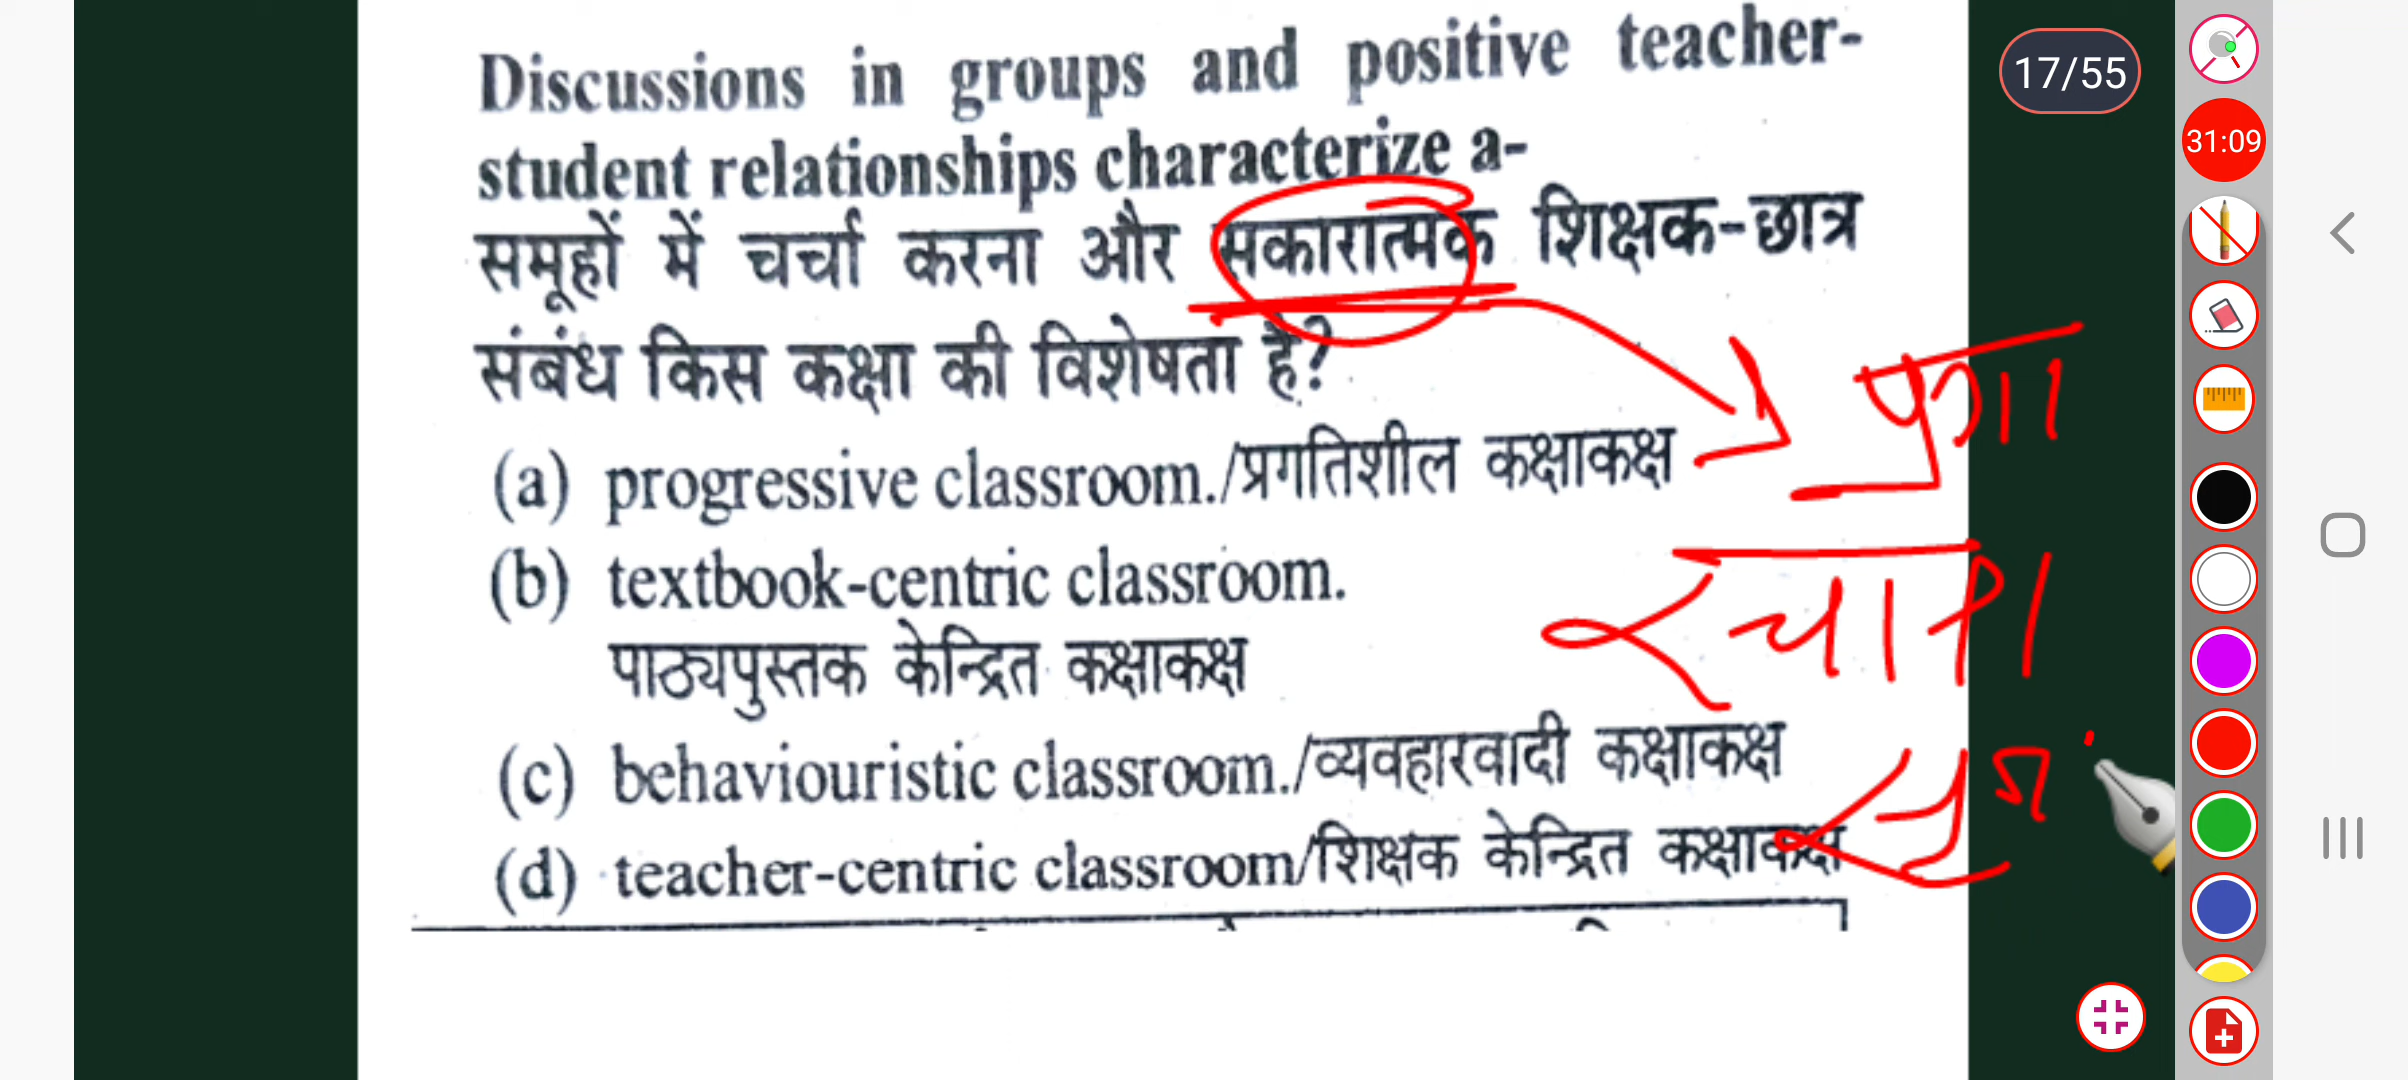 Discussions in groups and positive teacher-
student relationships characterize a-
समूहों में चर्चा करना और सकारात्मक शिक्षक-छात्र
संबंध किस कक्षा की विशेषता है?
(a) progressive classroom./प्रगतिशील कक्षाकक्ष
(b) textbook-centric classroom.
पाठ्यपुस्तक केन्द्रित कक्षाकक्ष
(c) behaviouristic classroom./व्यवहारवादी कक्षाकक्ष
(d) teacher-centric classroom/शिक्षक केन्द्रित कक्षाकक्ष
17/55
31:09